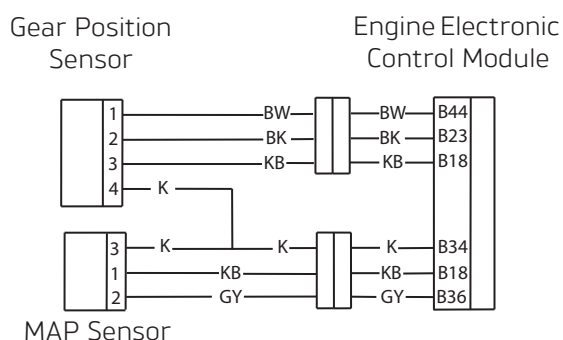 Gear Position
Sensor
Engine Electronic
Control Module
1 BW BW B44
2 BK BK B23
3 KB KB B18
4 K
3 K K K B34
1 KB KB B18
2 GY GY B36
MAP Sensor